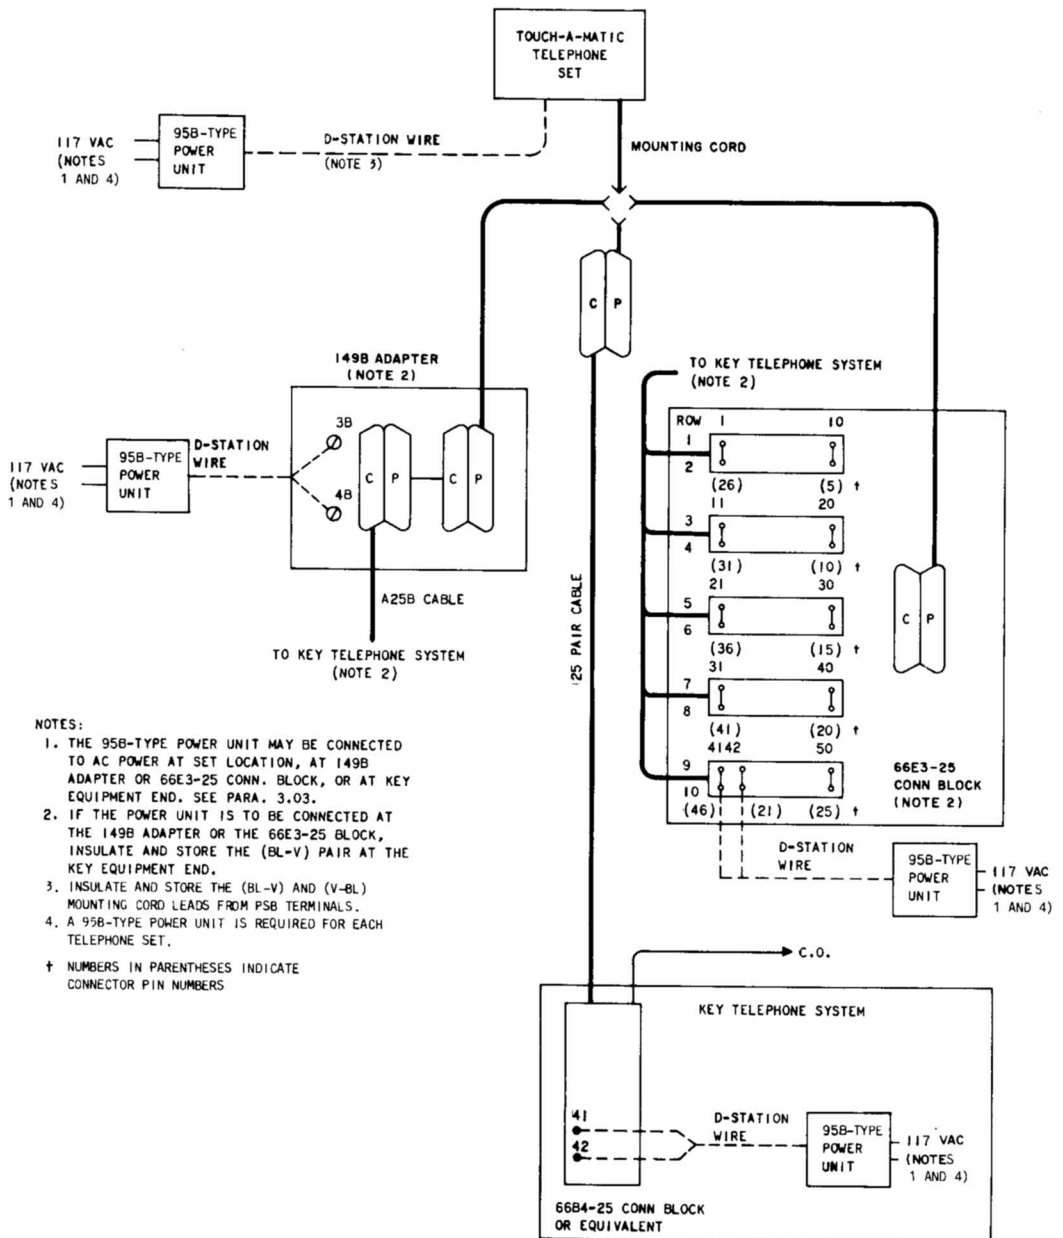 TOUCH-A-MATIC
TELEPHONE
SET
117 VAC
(NOTES
1 AND 4)
95B-TYPE
POWER
UNIT
D-STATION WIRE
(NOTE 3)
MOUNTING CORD
C P
149B ADAPTER
(NOTE 2)
3B
4B
C P
C P
D-STATION
WIRE
95B-TYPE
POWER
UNIT
117 VAC
(NOTES
1 AND 4)
A25B CABLE
TO KEY TELEPHONE SYSTEM
(NOTE 2)
25 PAIR CABLE
TO KEY TELEPHONE SYSTEM
(NOTE 2)
ROW 1 10
1
2
(26) (5) †
11 20
3
4
(31) (10) †
21 30
5
6
(36) (15) †
31 40
7
8
(41) (20) †
41 42 50
9
10
(46) (21) (25) †
C P
66E3-25
CONN BLOCK
(NOTE 2)
D-STATION
WIRE
95B-TYPE
POWER
UNIT
117 VAC
(NOTES
1 AND 4)
NOTES:
1. THE 95B-TYPE POWER UNIT MAY BE CONNECTED
TO AC POWER AT SET LOCATION, AT 149B
ADAPTER OR 66E3-25 CONN. BLOCK, OR AT KEY
EQUIPMENT END. SEE PARA. 3.03.
2. IF THE POWER UNIT IS TO BE CONNECTED AT
THE 149B ADAPTER OR THE 66E3-25 BLOCK,
INSULATE AND STORE THE (BL-V) PAIR AT THE
KEY EQUIPMENT END.
3. INSULATE AND STORE THE (BL-V) AND (V-BL)
MOUNTING CORD LEADS FROM PSB TERMINALS.
4. A 95B-TYPE POWER UNIT IS REQUIRED FOR EACH
TELEPHONE SET.
† NUMBERS IN PARENTHESES INDICATE
CONNECTOR PIN NUMBERS
C.O.
KEY TELEPHONE SYSTEM
41
42
D-STATION
WIRE
95B-TYPE
POWER
UNIT
117 VAC
(NOTES
1 AND 4)
66B4-25 CONN BLOCK
OR EQUIVALENT